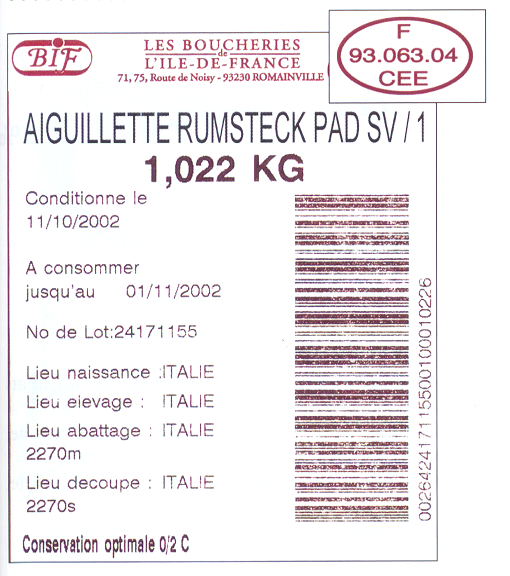 BIF
LES BOUCHERIES
de
L'ILE-DE-FRANCE
71, 75, Route de Noisy - 93230 ROMAINVILLE
F
93.063.04
CEE
AIGUILLETTE RUMSTECK PAD SV / 1
1,022 KG
Conditionne le
11/10/2002
A consommer
jusqu'au 01/11/2002
No de Lot:24171155
Lieu naissance :ITALIE
Lieu elevage : ITALIE
Lieu abattage : ITALIE
2270m
Lieu decoupe : ITALIE
2270s
Conservation optimale 0/2 C
00264241711550010001​0226